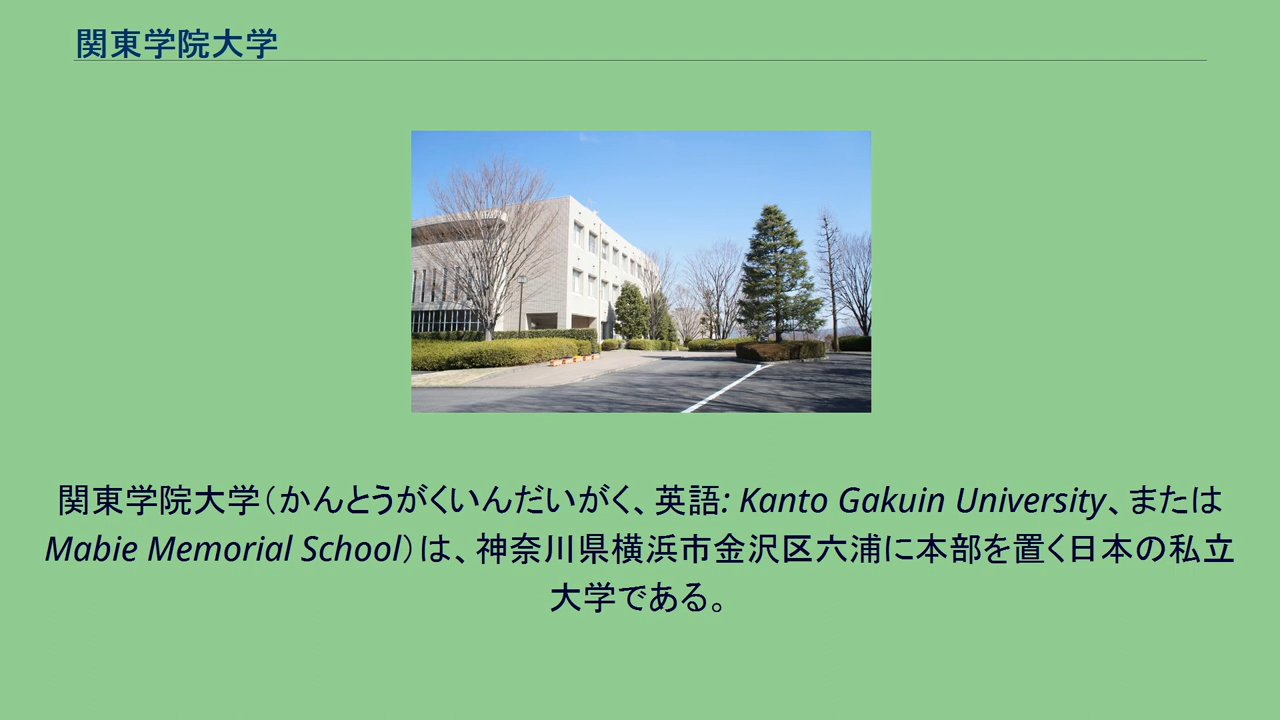 関東学院大学
関東学院大学（かんとうがくいんだいがく、英語: Kanto Gakuin University、または
Mabie Memorial School）は、神奈川県横浜市金沢区六浦に本部を置く日本の私立
大学である。